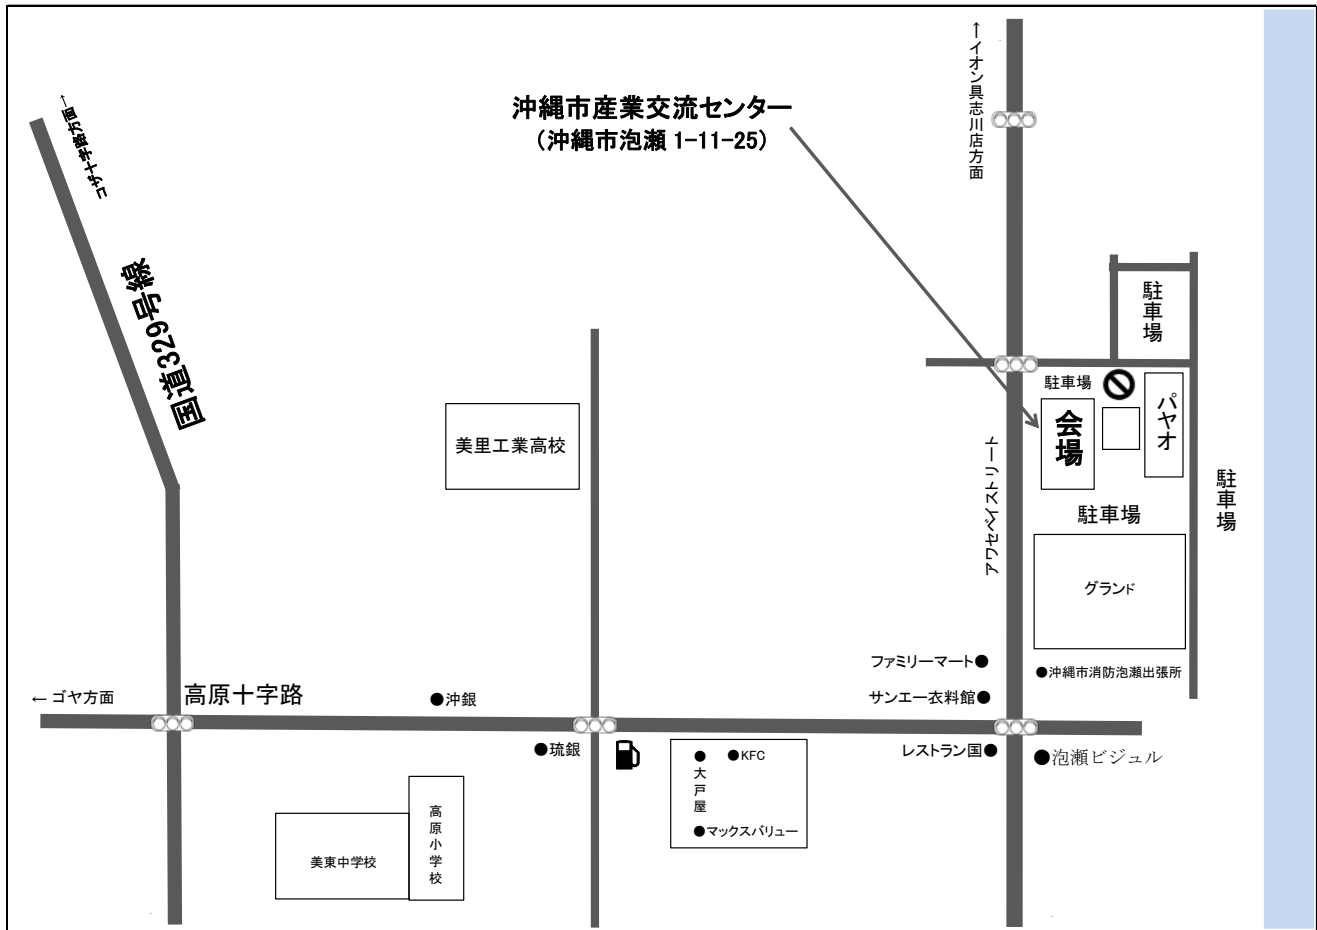 ↑イオン具志川店方面
コザ十字路方面→
沖縄市産業交流センター
（沖縄市泡瀬 1-11-25）
国道329号線
駐車場
駐車場
パヤオ
会場
美里工業高校
アワセベイストリート
駐車場
駐車場
グランド
ファミリーマート●
●沖縄市消防泡瀬出張所
← ゴヤ方面
高原十字路
●沖銀
サンエー衣料館●
●琉銀
●
●KFC
大戸屋
●マックスバリュー
レストラン国●
●泡瀬ビジュル
高原小学校
美東中学校